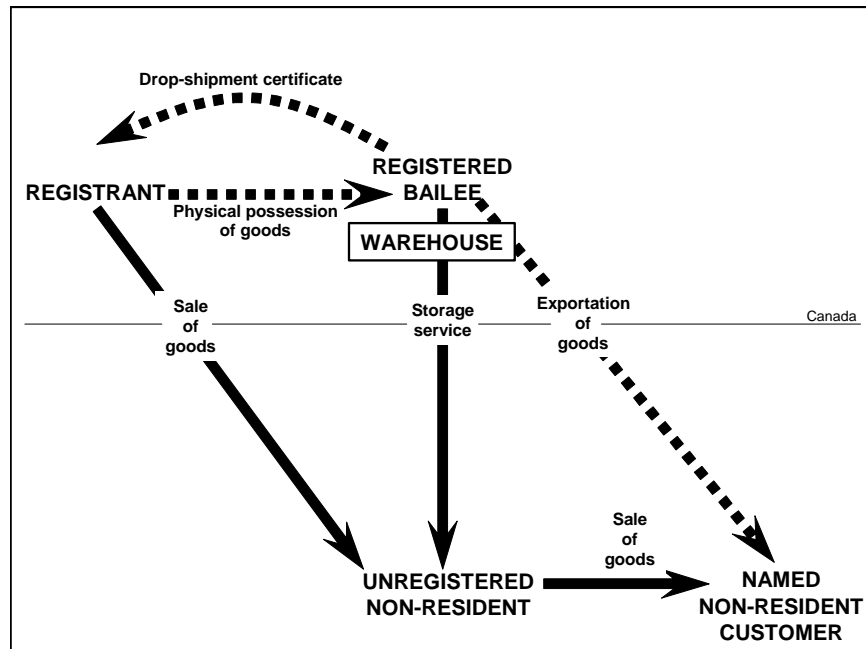 Drop-shipment certificate
REGISTERED
BAILEE
REGISTRANT
Physical possession
of goods
WAREHOUSE
Sale
of
goods
Storage
service
Exportation
of
goods
Canada
Sale
of
goods
UNREGISTERED
NON-RESIDENT
NAMED
NON-RESIDENT
CUSTOMER